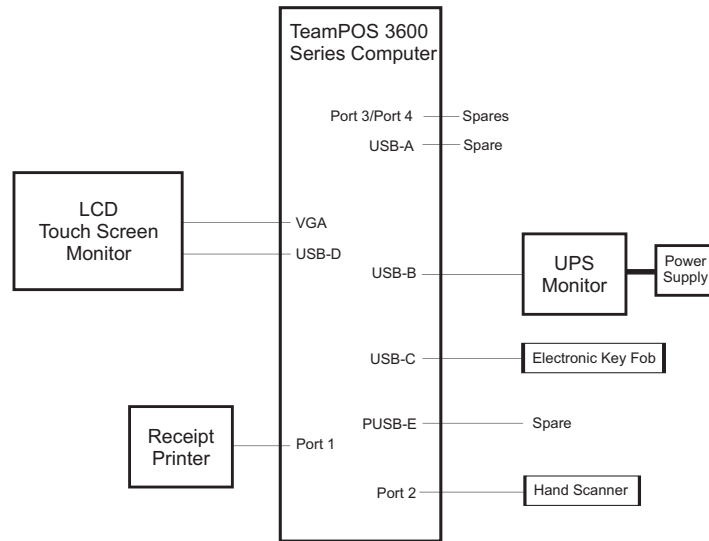 TeamPOS 3600
Series Computer
Port 3/Port 4
Spares
USB-A
Spare
LCD
Touch Screen
Monitor
VGA
USB-D
USB-B
UPS
Monitor
Power
Supply
USB-C
Electronic Key Fob
PUSB-E
Spare
Receipt
Printer
Port 1
Port 2
Hand Scanner